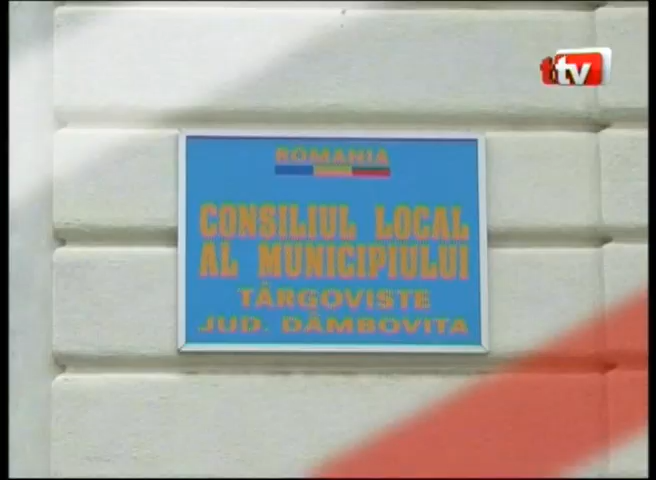 ttv
ROMANIA
CONSILIUL LOCAL
AL MUNICIPIULUI
TÂRGOVISTE
JUD. DÂMBOVITA